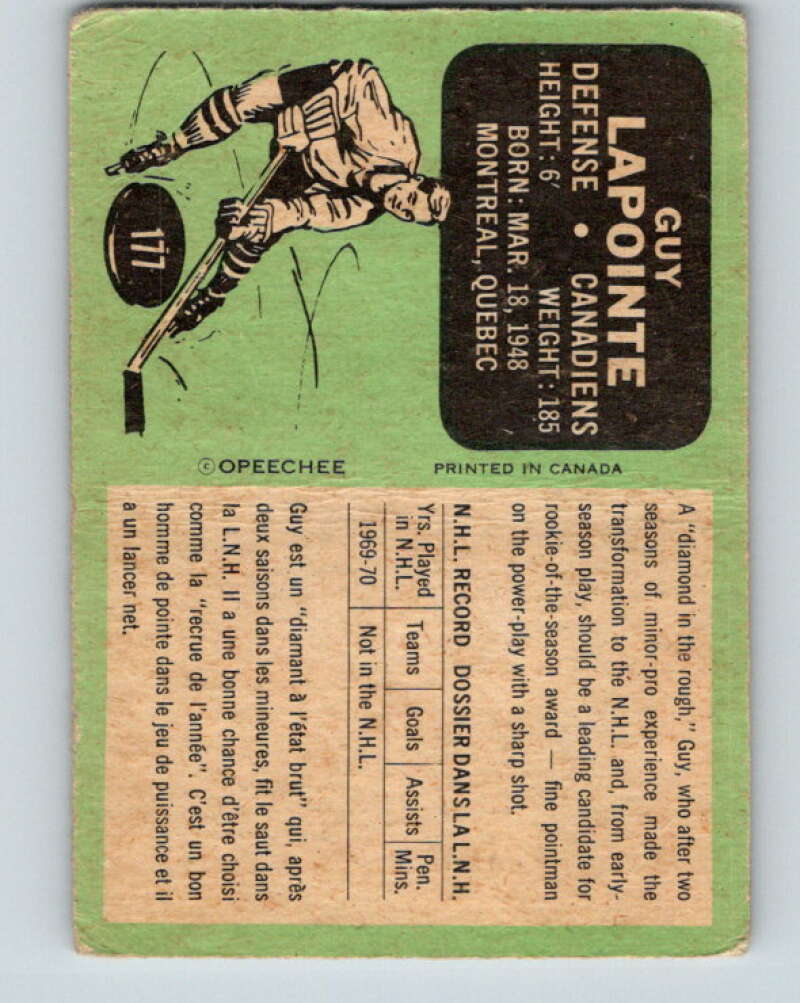 GUY
LAPOINTE
DEFENSE • CANADIENS
HEIGHT: 6' WEIGHT: 185
BORN: MAR. 18, 1948
MONTREAL, QUEBEC
177
© OPEECHEE PRINTED IN CANADA
A "diamond in the rough," Guy, who after two
seasons of minor-pro experience made the
transformation to the N.H.L. and, from early-
season play, should be a leading candidate for
rookie-of-the-season award — fine pointman
on the power-play with a sharp shot.
N.H.L. RECORD DOSSIER DANS LA L.N.H.
Yrs. Played in N.H.L. Teams Goals Assists Pen. Mins.
1969-70 Not in the N.H.L.
Guy est un "diamant à l'état brut" qui, après
deux saisons dans les mineures, fit le saut dans
la L.N.H. Il a une bonne chance d'être choisi
comme la "recrue de l'année". C'est un bon
homme de pointe dans le jeu de puissance et il
a un lancer net.